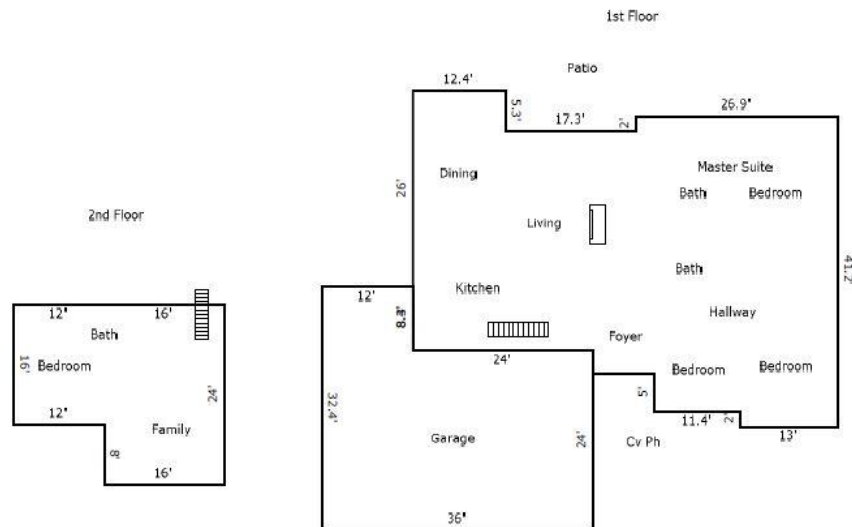 1st Floor
Patio
12.4'
5.3'
17.3'
2'
26.9'
Dining
26'
Master Suite
Bath
Bedroom
Living
Bath
41.2'
Kitchen
Hallway
12'
24'
Foyer
Bedroom
Bedroom
5'
11.4'
2'
13'
Cv Ph
32.4'
Garage
24'
36'
2nd Floor
12'
16'
Bath
16'
Bedroom
24'
12'
Family
8'
16'